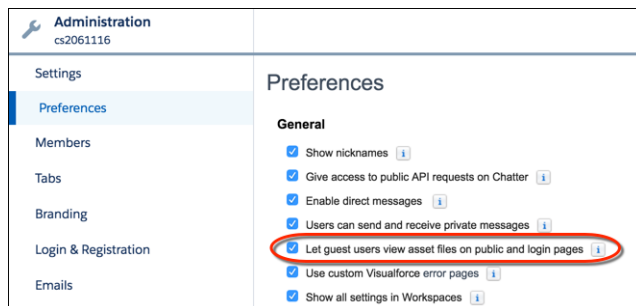 Administration
cs2061116
Settings
Preferences
Members
Tabs
Branding
Login & Registration
Emails
Preferences
General
Show nicknames i
Give access to public API requests on Chatter i
Enable direct messages i
Users can send and receive private messages i
Let guest users view asset files on public and login pages i
Use custom Visualforce error pages i
Show all settings in Workspaces i